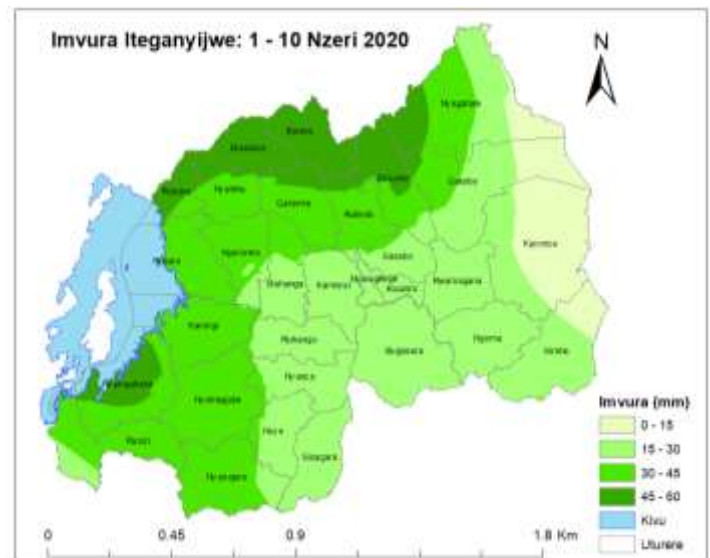 Imvura Iteganyijwe: 1 - 10 Nzeri 2020
N
Nyagatare
Burera
Musanze
Gicumbi
Gatsibo
Rubavu
Nyabihu
Gakenke
Rulindo
Kayonza
Gasabo
Rutsiro
Ngororero
Nyarugenge
Muhanga
Kamonyi
Kicukiro
Rwamagana
Karongi
Ruhango
Bugesera
Ngoma
Kirehe
Nyanza
Nyamasheke
Nyamagabe
Huye
Rusizi
Gisagara
Nyaruguru
Imvura (mm)
0 - 15
15 - 30
30 - 45
45 - 60
Kivu
Uturere
0 0.45 0.9 1.8 Km